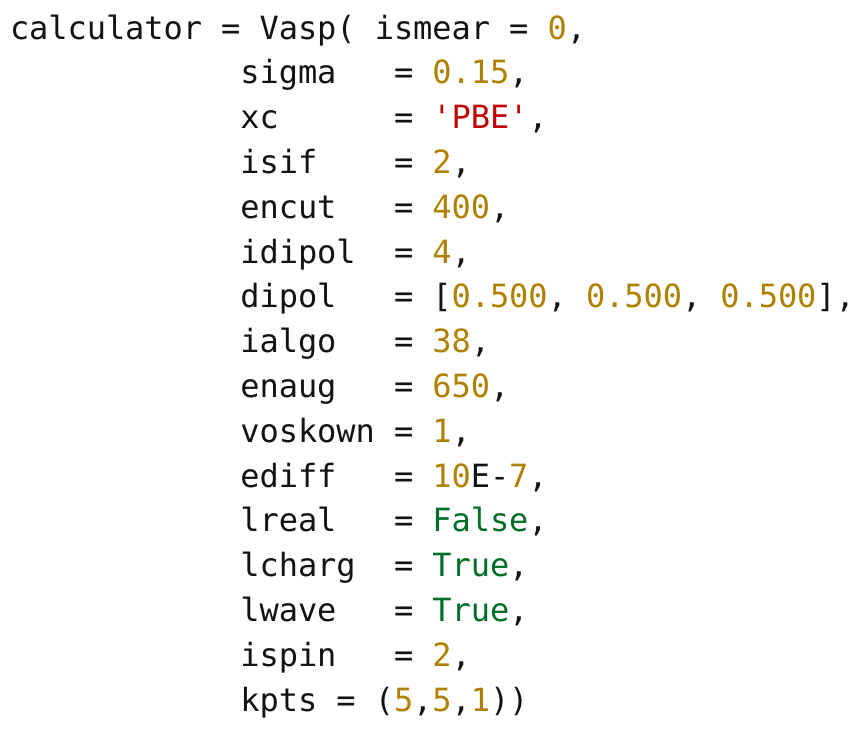 calculator = Vasp( ismear = 0,
            sigma   = 0.15,
            xc      = 'PBE',
            isif    = 2,
            encut   = 400,
            idipol  = 4,
            dipol   = [0.500, 0.500, 0.500],
            ialgo   = 38,
            enaug   = 650,
            voskown = 1,
            ediff   = 10E-7,
            lreal   = False,
            lcharg  = True,
            lwave   = True,
            ispin   = 2,
            kpts = (5,5,1))